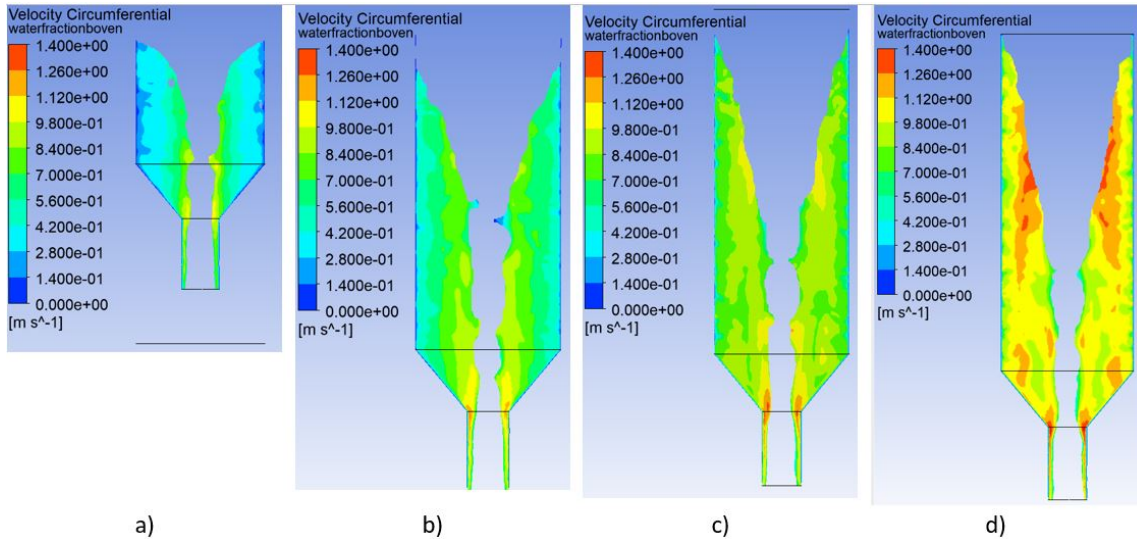 Velocity Circumferential
waterfractionboven
1.400e+00
1.260e+00
1.120e+00
9.800e-01
8.400e-01
7.000e-01
5.600e-01
4.200e-01
2.800e-01
1.400e-01
0.000e+00
[m s^-1]
a)
Velocity Circumferential
waterfractionboven
1.400e+00
1.260e+00
1.120e+00
9.800e-01
8.400e-01
7.000e-01
5.600e-01
4.200e-01
2.800e-01
1.400e-01
0.000e+00
[m s^-1]
b)
Velocity Circumferential
waterfractionboven
1.400e+00
1.260e+00
1.120e+00
9.800e-01
8.400e-01
7.000e-01
5.600e-01
4.200e-01
2.800e-01
1.400e-01
0.000e+00
[m s^-1]
c)
Velocity Circumferential
waterfractionboven
1.400e+00
1.260e+00
1.120e+00
9.800e-01
8.400e-01
7.000e-01
5.600e-01
4.200e-01
2.800e-01
1.400e-01
0.000e+00
[m s^-1]
d)